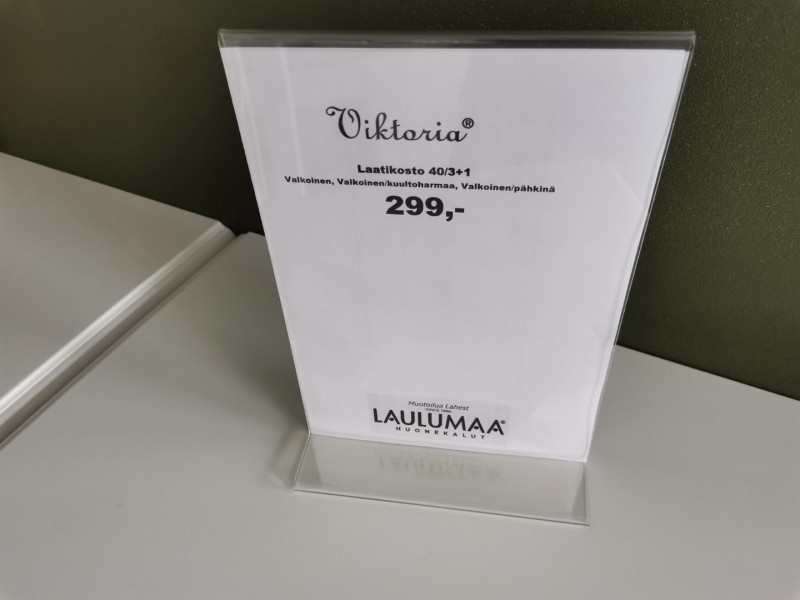 Viktoria®
Laatikosto 40/3+1
Valkoinen, Valkoinen/kuultoharmaa, Valkoinen/pähkinä
299,-
Muotoilua Lahest
LAULUMAA®
HUONEKALUT